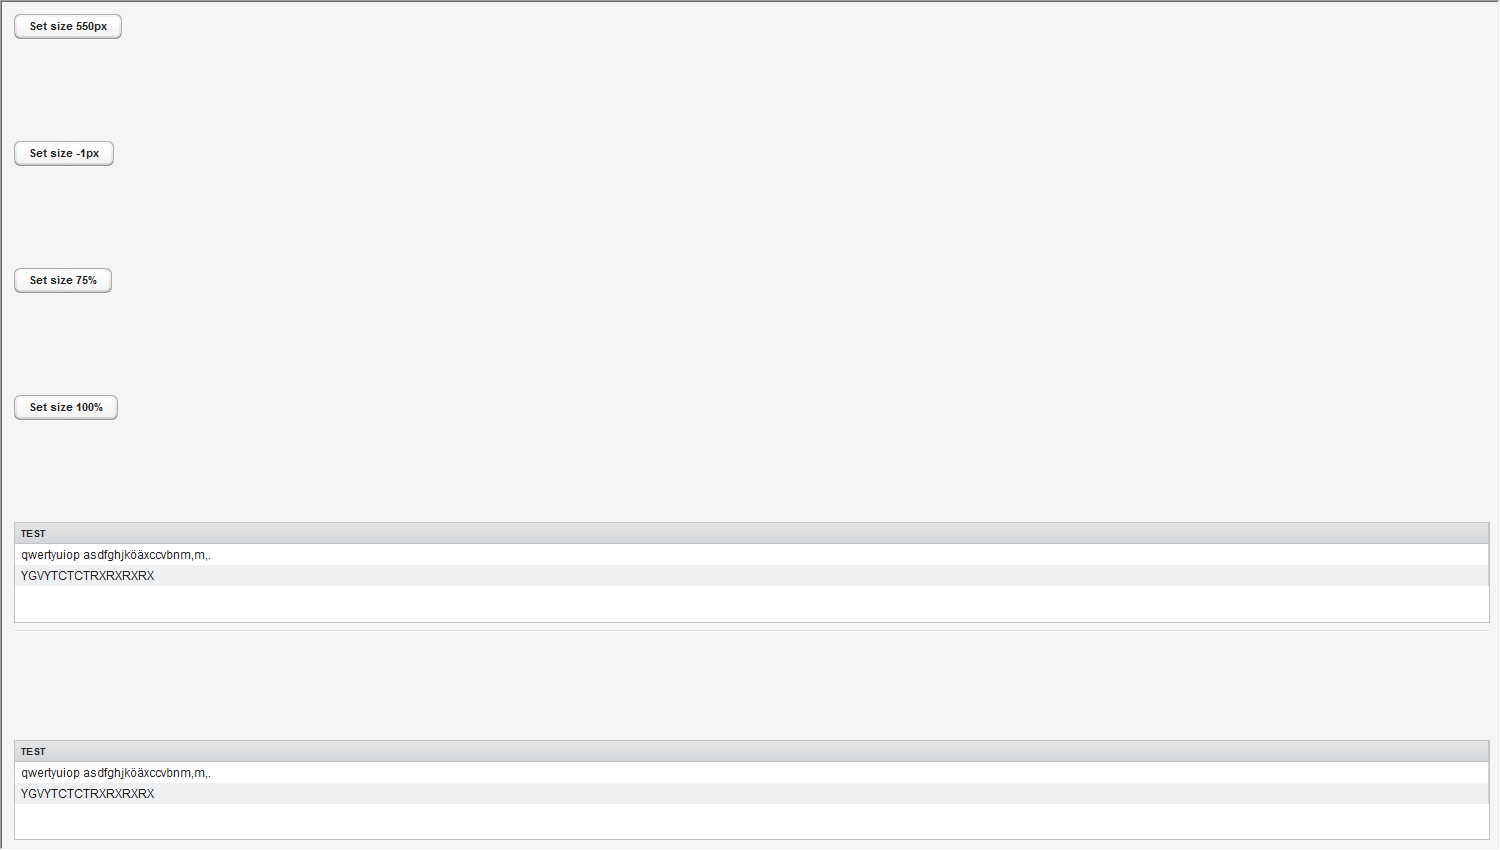 Set size 550px
Set size -1px
Set size 75%
Set size 100%
TEST
qwertyuiop asdfghjköäxccvbnm,m,.
YGVYTCTCTRXRXRXRX
TEST
qwertyuiop asdfghjköäxccvbnm,m,.
YGVYTCTCTRXRXRXRX